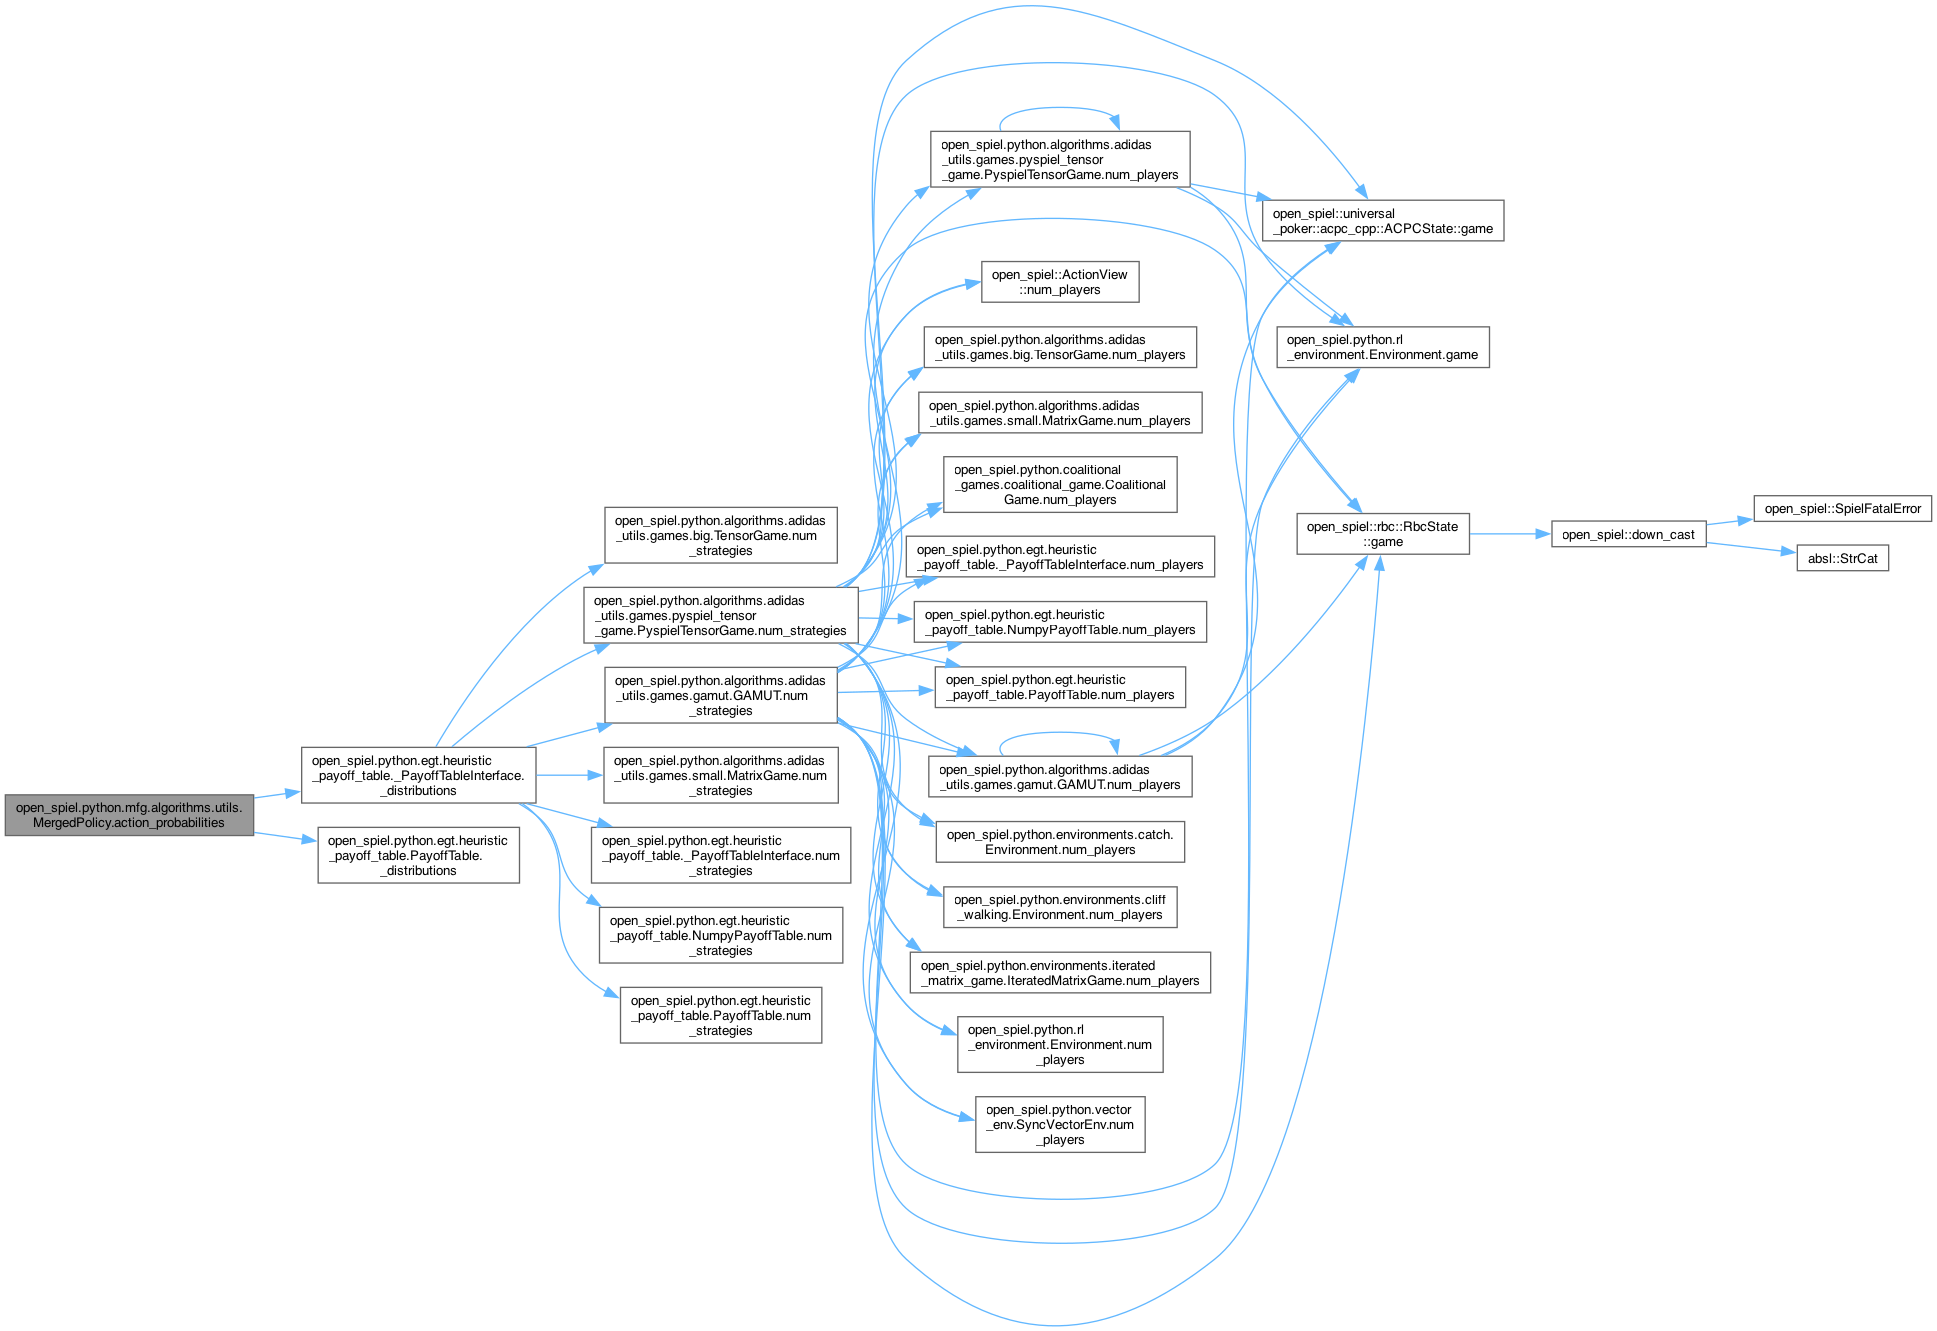 open_spiel.python.mfg.algorithms.utils.
MergedPolicy.action_probabilities
open_spiel.python.egt.heuristic
_payoff_table._PayoffTableInterface.
_distributions
open_spiel.python.egt.heuristic
_payoff_table.PayoffTable.
_distributions
open_spiel.python.algorithms.adidas
_utils.games.big.TensorGame.num
_strategies
open_spiel.python.algorithms.adidas
_utils.games.pyspiel_tensor
_game.PyspielTensorGame.num_strategies
open_spiel.python.algorithms.adidas
_utils.games.gamut.GAMUT.num
_strategies
open_spiel.python.algorithms.adidas
_utils.games.small.MatrixGame.num
_strategies
open_spiel.python.egt.heuristic
_payoff_table._PayoffTableInterface.num
_strategies
open_spiel.python.egt.heuristic
_payoff_table.NumpyPayoffTable.num
_strategies
open_spiel.python.egt.heuristic
_payoff_table.PayoffTable.num
_strategies
open_spiel.python.algorithms.adidas
_utils.games.pyspiel_tensor
_game.PyspielTensorGame.num_players
open_spiel::ActionView
::num_players
open_spiel.python.algorithms.adidas
_utils.games.big.TensorGame.num_players
open_spiel.python.algorithms.adidas
_utils.games.small.MatrixGame.num_players
open_spiel.python.coalitional
_games.coalitional_game.Coalitional
Game.num_players
open_spiel.python.egt.heuristic
_payoff_table._PayoffTableInterface.num_players
open_spiel.python.egt.heuristic
_payoff_table.NumpyPayoffTable.num_players
open_spiel.python.egt.heuristic
_payoff_table.PayoffTable.num_players
open_spiel.python.algorithms.adidas
_utils.games.gamut.GAMUT.num_players
open_spiel.python.environments.catch.
Environment.num_players
open_spiel.python.environments.cliff
_walking.Environment.num_players
open_spiel.python.environments.iterated
_matrix_game.IteratedMatrixGame.num_players
open_spiel.python.rl
_environment.Environment.num
_players
open_spiel.python.vector
_env.SyncVectorEnv.num
_players
open_spiel::universal
_poker::acpc_cpp::ACPCState::game
open_spiel.python.rl
_environment.Environment.game
open_spiel::rbc::RbcState
::game
open_spiel::down_cast
open_spiel::SpielFatalError
absl::StrCat